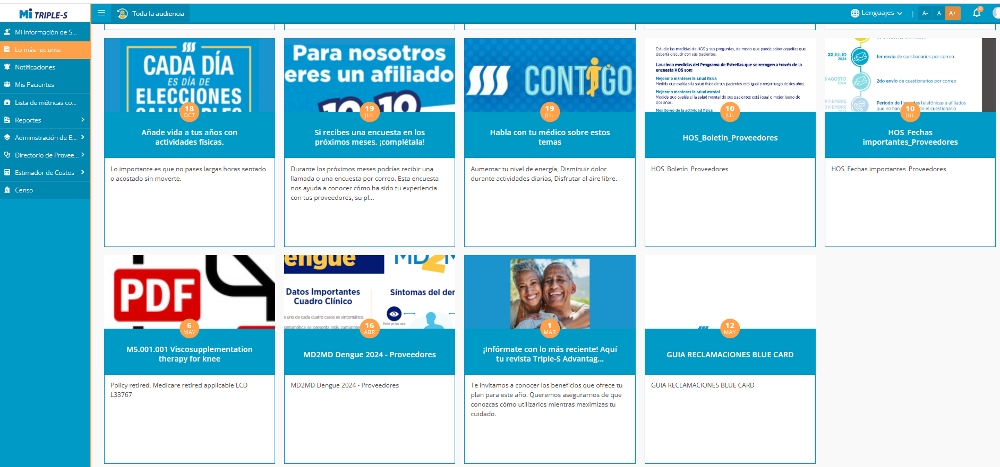 Mi TRIPLE-S
Toda la audiencia
Lenguajes
A-
A
A+
0
Mi Información de S...
Lo más reciente
Notificaciones
Mis Pacientes
Lista de métricas co...
Reportes
Administración de E...
Directorio de Provee...
Estimador de Costos
Censo
CADA DÍA
ES DÍA DE
ELECCIONES
SALUDABLES
18
OCT
Añade vida a tus años con
actividades físicas.
Lo importante es que no pases largas horas sentado
o acostado sin moverte.
Para nosotros
eres un afiliado
10 10
19
JUL
Si recibes una encuesta en los
próximos meses, ¡complétala!
Durante los próximos meses podrías recibir una
llamada o una encuesta por correo. Esta encuesta
nos ayuda a conocer cómo ha sido tu experiencia
con tus proveedores, su pl...
CONTIGO
19
JUL
Habla con tu médico sobre estos
temas
Aumentar tu nivel de energía, Disminuir dolor
durante actividades diarias, Disfrutar al aire libre.
Estudie las medidas de HOS y sus preguntas, de modo que pueda saber aquellas que
debería discutir con sus pacientes.
Las cinco medidas del Programa de Estrellas que se recogen a través de la
encuesta HOS son:
Mejorar o mantener la salud física
Medida que evalúa si la salud física de sus pacientes está igual o mejor luego de dos años.
Mejorar o mantener la salud mental
Medida que evalúa si la salud mental de sus pacientes está igual o mejor luego de
dos años.
Monitoreo de la actividad física
10
JUL
HOS_Boletín_Proveedores
HOS_Boletín_Proveedores
22 JULIO
2024
1er envío de cuestionarios por correo
AGOSTO
2024
2do envío de cuestionarios por correo
2024
Periodo de llamadas telefónicas a afiliados
que no han do el cuestionario
10
JUL
HOS_Fechas
importantes_Proveedores
HOS_Fechas importantes_Proveedores
PDF
6
MAY
M5.001.001 Viscosupplementation
therapy for knee
Policy retired. Medicare retired applicable LCD
L33767
engue
MD2M
Datos Importantes
Cuadro Clínico
Síntomas del den
e uno de cada cuatro casos es sintomático.
Dolor en los ojos
16
ABR
MD2MD Dengue 2024 - Proveedores
MD2MD Dengue 2024 - Proveedores
1
MAR
¡Infórmate con lo más reciente! Aquí
tu revista Triple-S Advantag...
Te invitamos a conocer los beneficios que ofrece tu
plan para este año. Queremos asegurarnos de que
conozcas cómo utilizarlos mientras maximizas tu
cuidado.
12
MAY
GUIA RECLAMACIONES BLUE CARD
GUIA RECLAMACIONES BLUE CARD